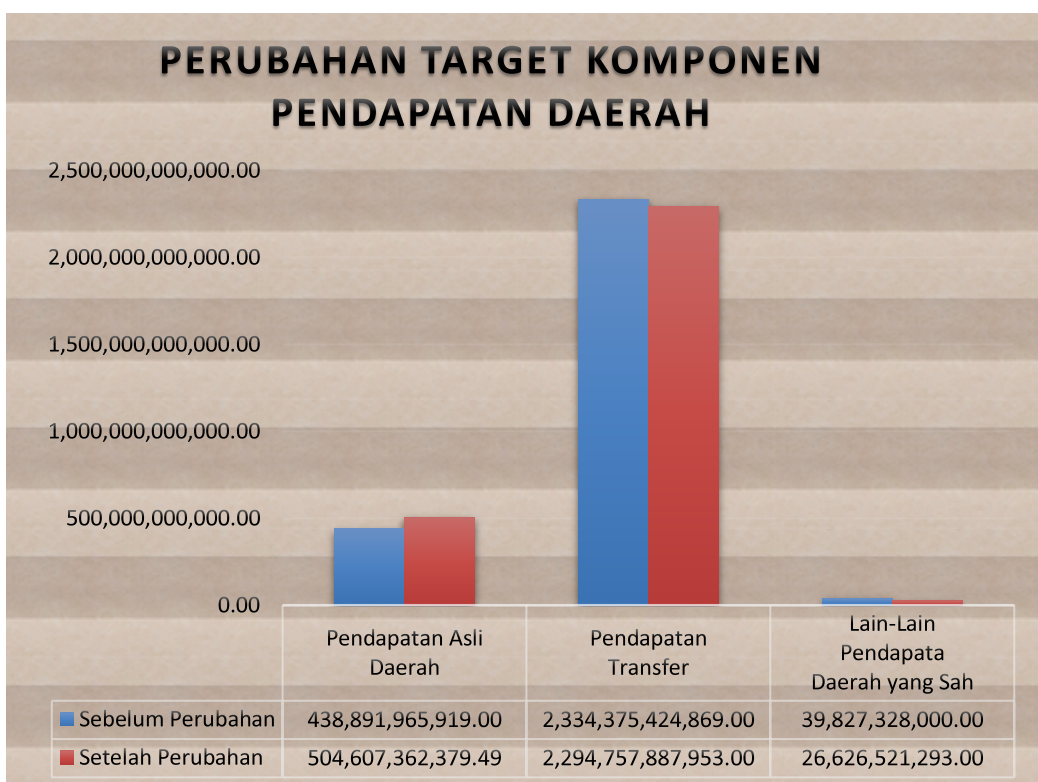 PERUBAHAN TARGET KOMPONEN
PENDAPATAN DAERAH
2,500,000,000,000.00
2,000,000,000,000.00
1,500,000,000,000.00
1,000,000,000,000.00
500,000,000,000.00
0.00
Pendapatan Asli
Daerah
Pendapatan
Transfer
Lain-Lain
Pendapata
Daerah yang Sah
Sebelum Perubahan 438,891,965,919.00 2,334,375,424,869.00 39,827,328,000.00
Setelah Perubahan 504,607,362,379.49 2,294,757,887,953.00 26,626,521,293.00